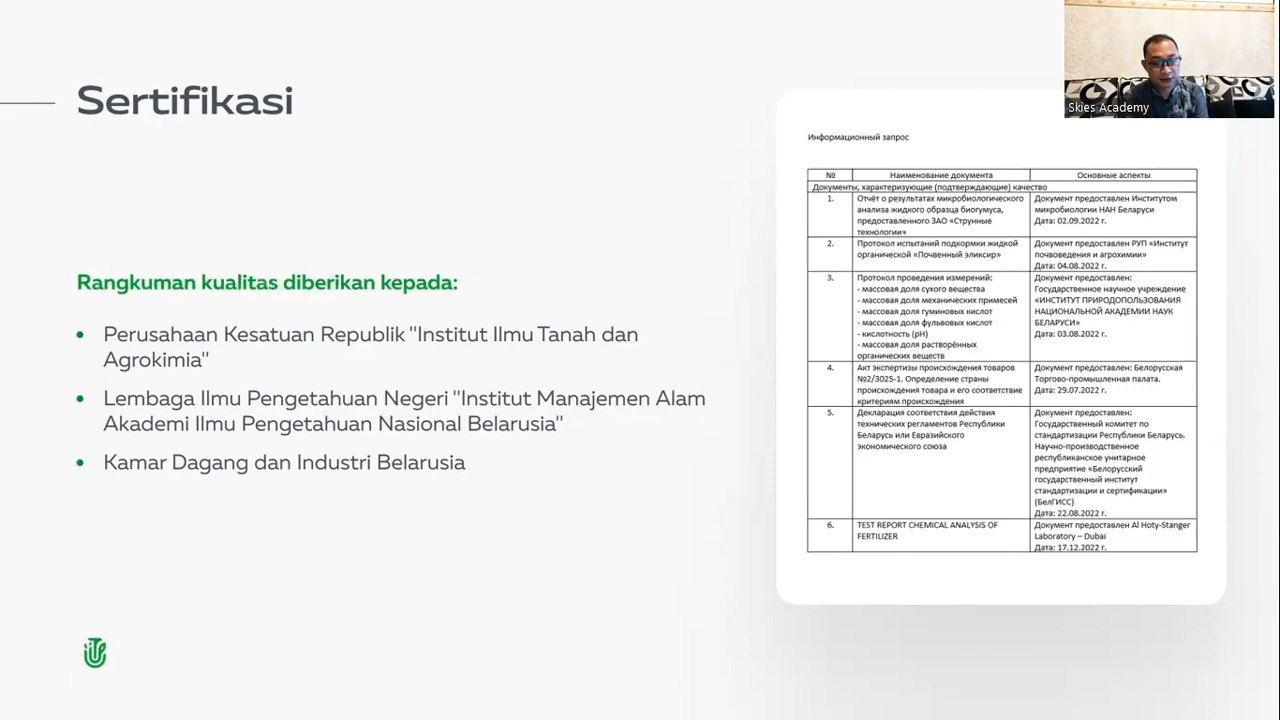 Sertifikasi
Rangkuman kualitas diberikan kepada:
Perusahaan Kesatuan Republik "Institut Ilmu Tanah dan
Agrokimia"
Lembaga Ilmu Pengetahuan Negeri "Institut Manajemen Alam
Akademi Ilmu Pengetahuan Nasional Belarusia"
Kamar Dagang dan Industri Belarusia
Skies Academy
Информационный запрос
№ Наименование документа Основные аспекты
Документы, характеризующие (подтверждающие) качество
1. Отчёт о результатах микробиологического
анализа жидкого образца биогумуса,
предоставленного ЗАО «Струнные
технологии»
Документ предоставлен Институтом
микробиологии НАН Беларуси
Дата: 02.09.2022 г.
2. Протокол испытаний подкормки жидкой
органической «Почвенный эликсир»
Документ предоставлен РУП «Институт
почвоведения и агрохимии»
Дата: 04.08.2022 г.
3. Протокол проведения измерений:
- массовая доля сухого вещества
- массовая доля механических примесей
- массовая доля гуминовых кислот
- массовая доля фульвовых кислот
- кислотность (pH)
- массовая доля растворённых
органических веществ
Документ предоставлен:
Государственное научное учреждение
«ИНСТИТУТ ПРИРОДОПОЛЬЗОВАНИЯ
НАЦИОНАЛЬНОЙ АКАДЕМИИ НАУК
БЕЛАРУСИ»
Дата: 03.08.2022 г.
4. Акт экспертизы происхождения товаров
№2/3025-1. Определение страны
происхождения товара и его соответствие
критериям происхождения
Документ предоставлен: Белорусская
Торгово-промышленная палата.
Дата: 29.07.2022 г.
5. Декларация соответствия действия
технических регламентов Республики
Беларусь или Евразийского
экономического союза
Документ предоставлен:
Государственный комитет по
стандартизации Республики Беларусь.
Научно-производственное
республиканское унитарное
предприятие «Белорусский
государственный институт
стандартизации и сертификации»
(БелГИСС)
Дата: 22.08.2022 г.
6. TEST REPORT CHEMICAL ANALYSIS OF
FERTILIZER
Документ предоставлен Al Hoty-Stanger
Laboratory – Dubai
Дата: 17.12.2022 г.